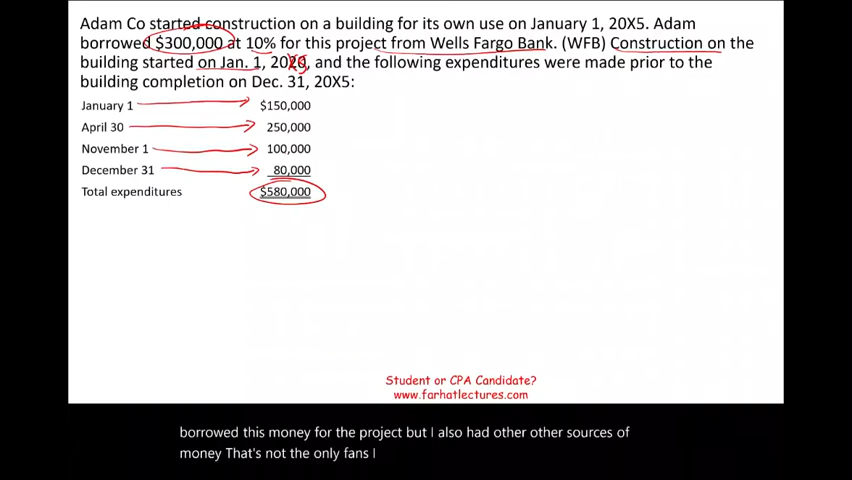 Adam Co started construction on a building for its own use on January 1, 20X5. Adam
borrowed $300,000 at 10% for this project from Wells Fargo Bank. (WFB) Construction on the
building started on Jan. 1, 20X5, and the following expenditures were made prior to the
building completion on Dec. 31, 20X5:
January 1 $150,000
April 30 250,000
November 1 100,000
December 31 80,000
Total expenditures $580,000
Student or CPA Candidate?
www.farhatlectures.com
borrowed this money for the project but I also had other other sources of
money That's not the only fans I